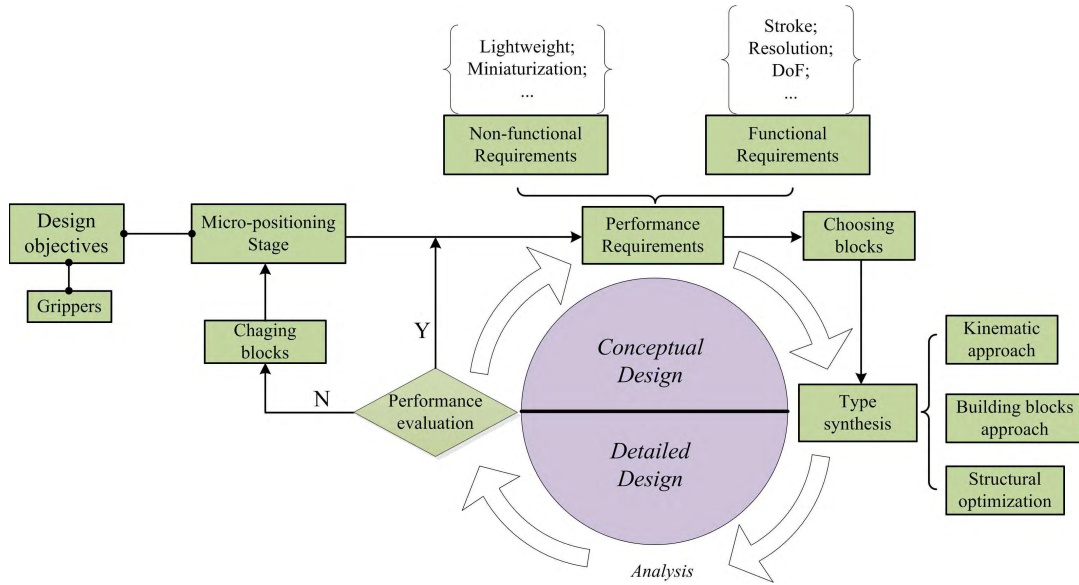 Lightweight;
Miniaturization;
...
Stroke;
Resolution;
DoF;
...
Non-functional
Requirements
Functional
Requirements
Design
objectives
Micro-positioning
Stage
Performance
Requirements
Choosing
blocks
Grippers
Chaging
blocks
Y
N
Performance
evaluation
Conceptual
Design
Detailed
Design
Type
synthesis
Kinematic
approach
Building blocks
approach
Structural
optimization
Analysis